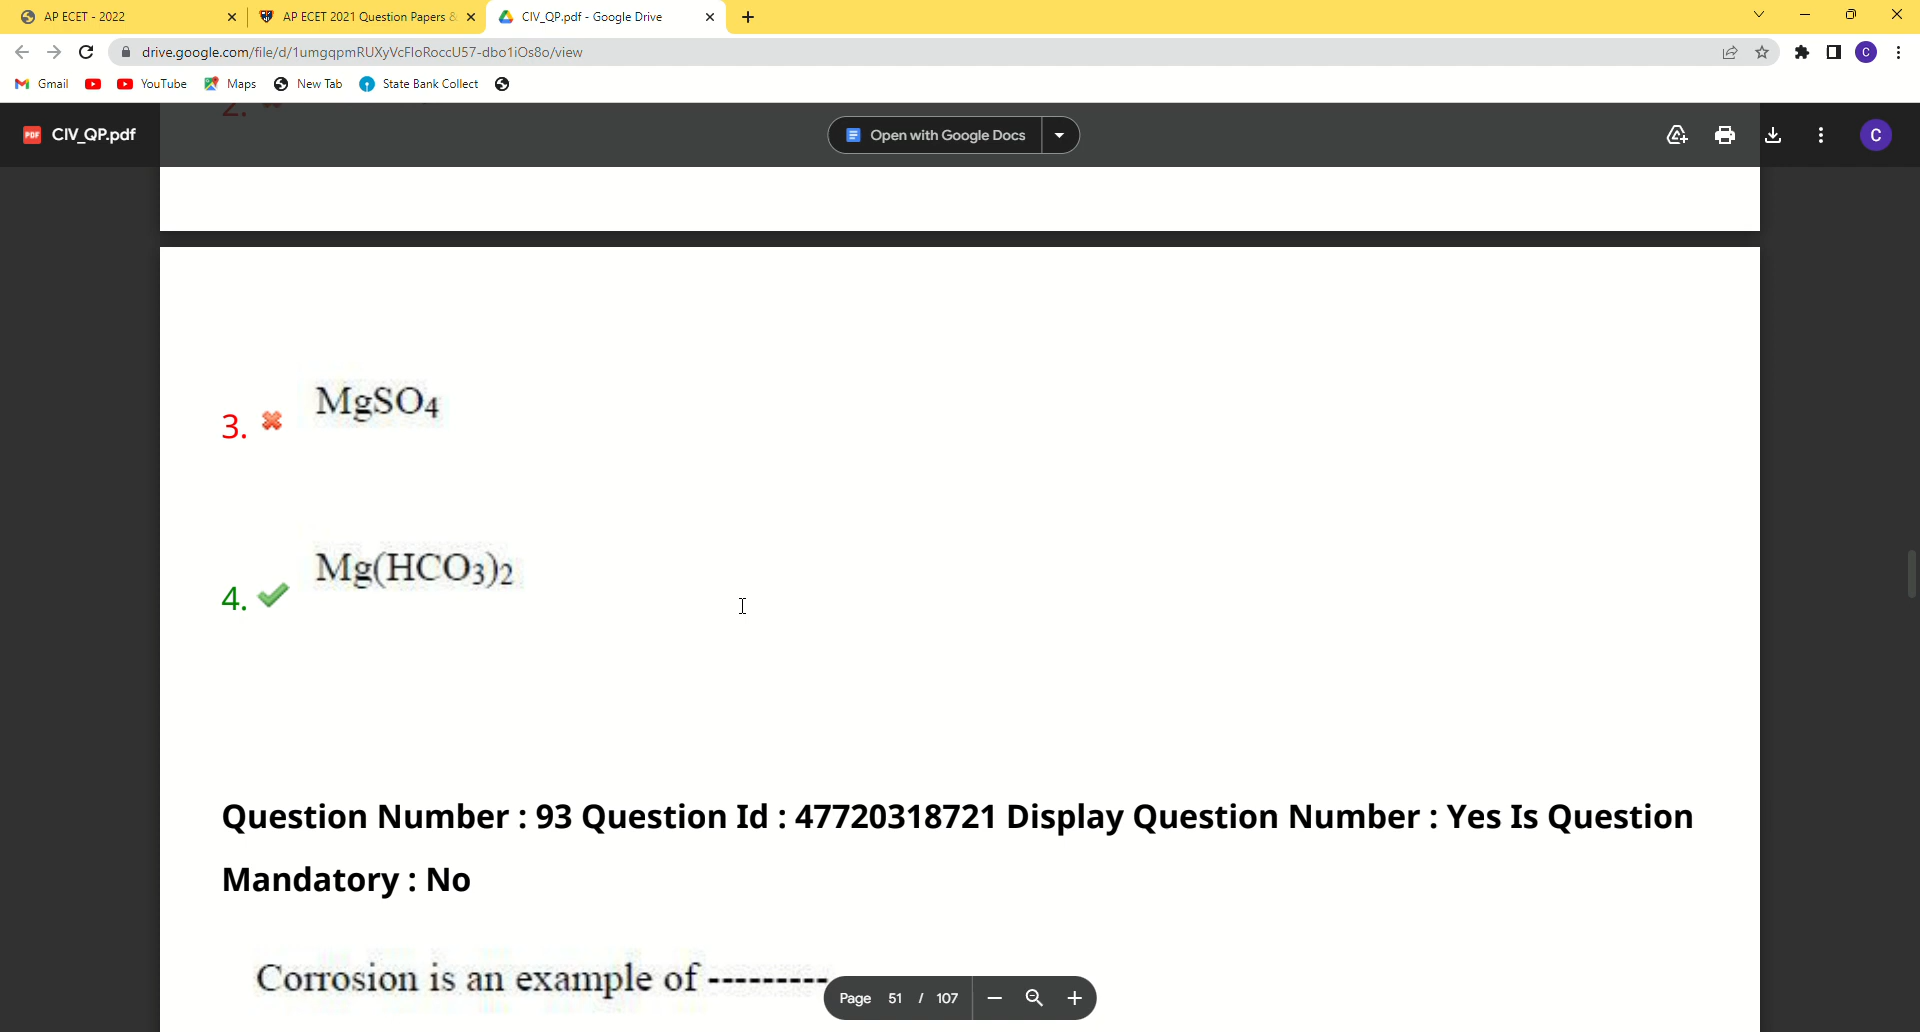 AP ECET - 2022
AP ECET 2021 Question Papers &
CIV_QP.pdf - Google Drive
drive.google.com/file/d/1umgqpmRUXyVcFloRoccU57-dbo1iOs8o/view
Gmail
YouTube
Maps
New Tab
State Bank Collect
2.
PDF
CIV_QP.pdf
Open with Google Docs
C
C
3. MgSO4
4. Mg(HCO3)2
Question Number : 93 Question Id : 47720318721 Display Question Number : Yes Is Question
Mandatory : No
Corrosion is an example of ---------
Page 51 / 107